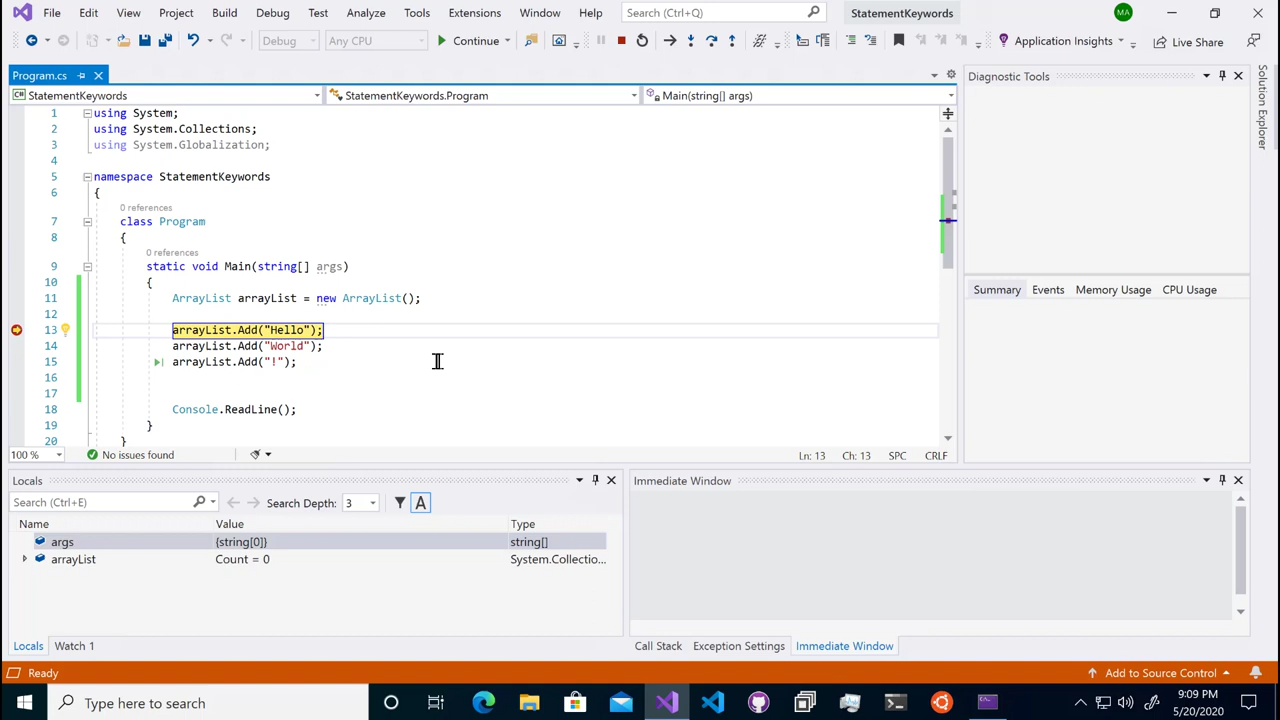 File Edit View Project Build Debug Test Analyze Tools Extensions Window Help Search (Ctrl+Q) StatementKeywords MA
Debug Any CPU Continue Application Insights Live Share
Program.cs
StatementKeywords StatementKeywords.Program Main(string[] args)
1 using System;
2 using System.Collections;
3 using System.Globalization;
4
5 namespace StatementKeywords
6 {
0 references
7 class Program
8 {
0 references
9 static void Main(string[] args)
10 {
11 ArrayList arrayList = new ArrayList();
12
13 arrayList.Add("Hello");
14 arrayList.Add("World");
15 arrayList.Add("!");
16
17
18 Console.ReadLine();
19 }
20 }
100 % No issues found Ln: 13 Ch: 13 SPC CRLF
Diagnostic Tools
Summary Events Memory Usage CPU Usage
Solution Explorer
Locals
Search (Ctrl+E) Search Depth: 3 A
Name Value Type
args {string[0]} string[]
arrayList Count = 0 System.Collectio...
Locals Watch 1
Immediate Window
Call Stack Exception Settings Immediate Window
Ready Add to Source Control
Type here to search
9:09 PM
5/20/2020